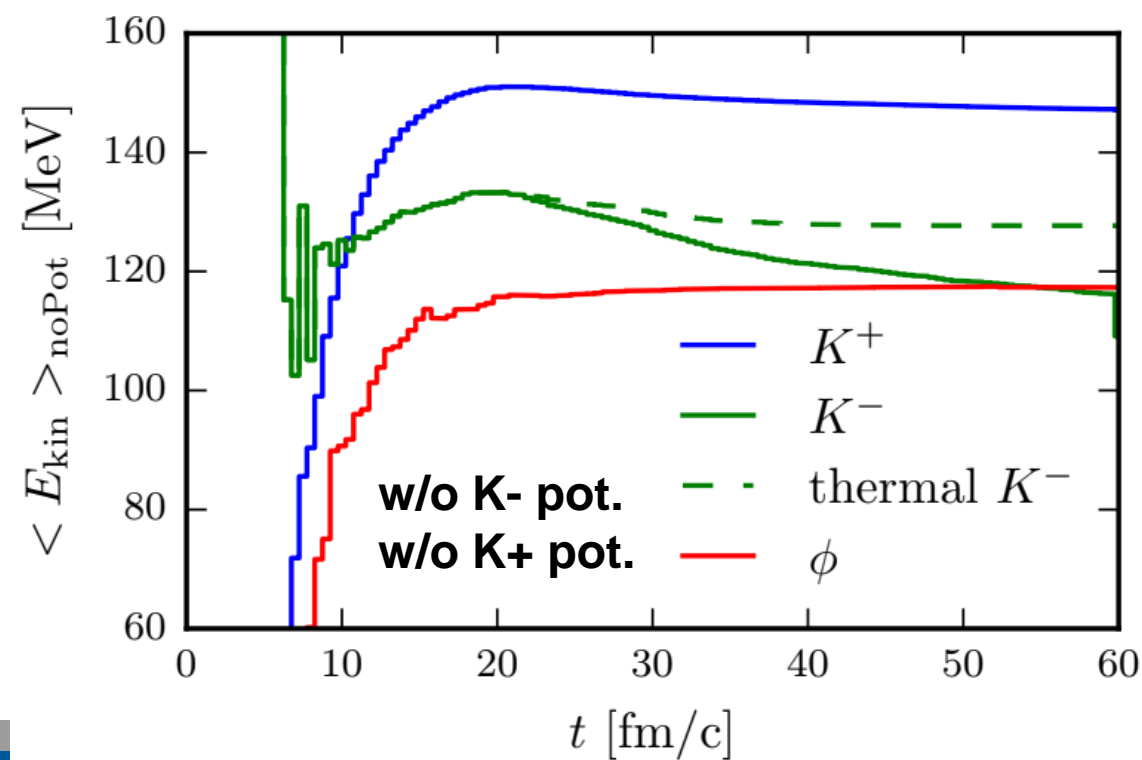 < E_kin >_noPot [MeV]
160
140
120
100
80
60
0 10 20 30 40 50 60
t [fm/c]
w/o K- pot.
w/o K+ pot.
K⁺
K⁻
thermal K⁻
ϕ